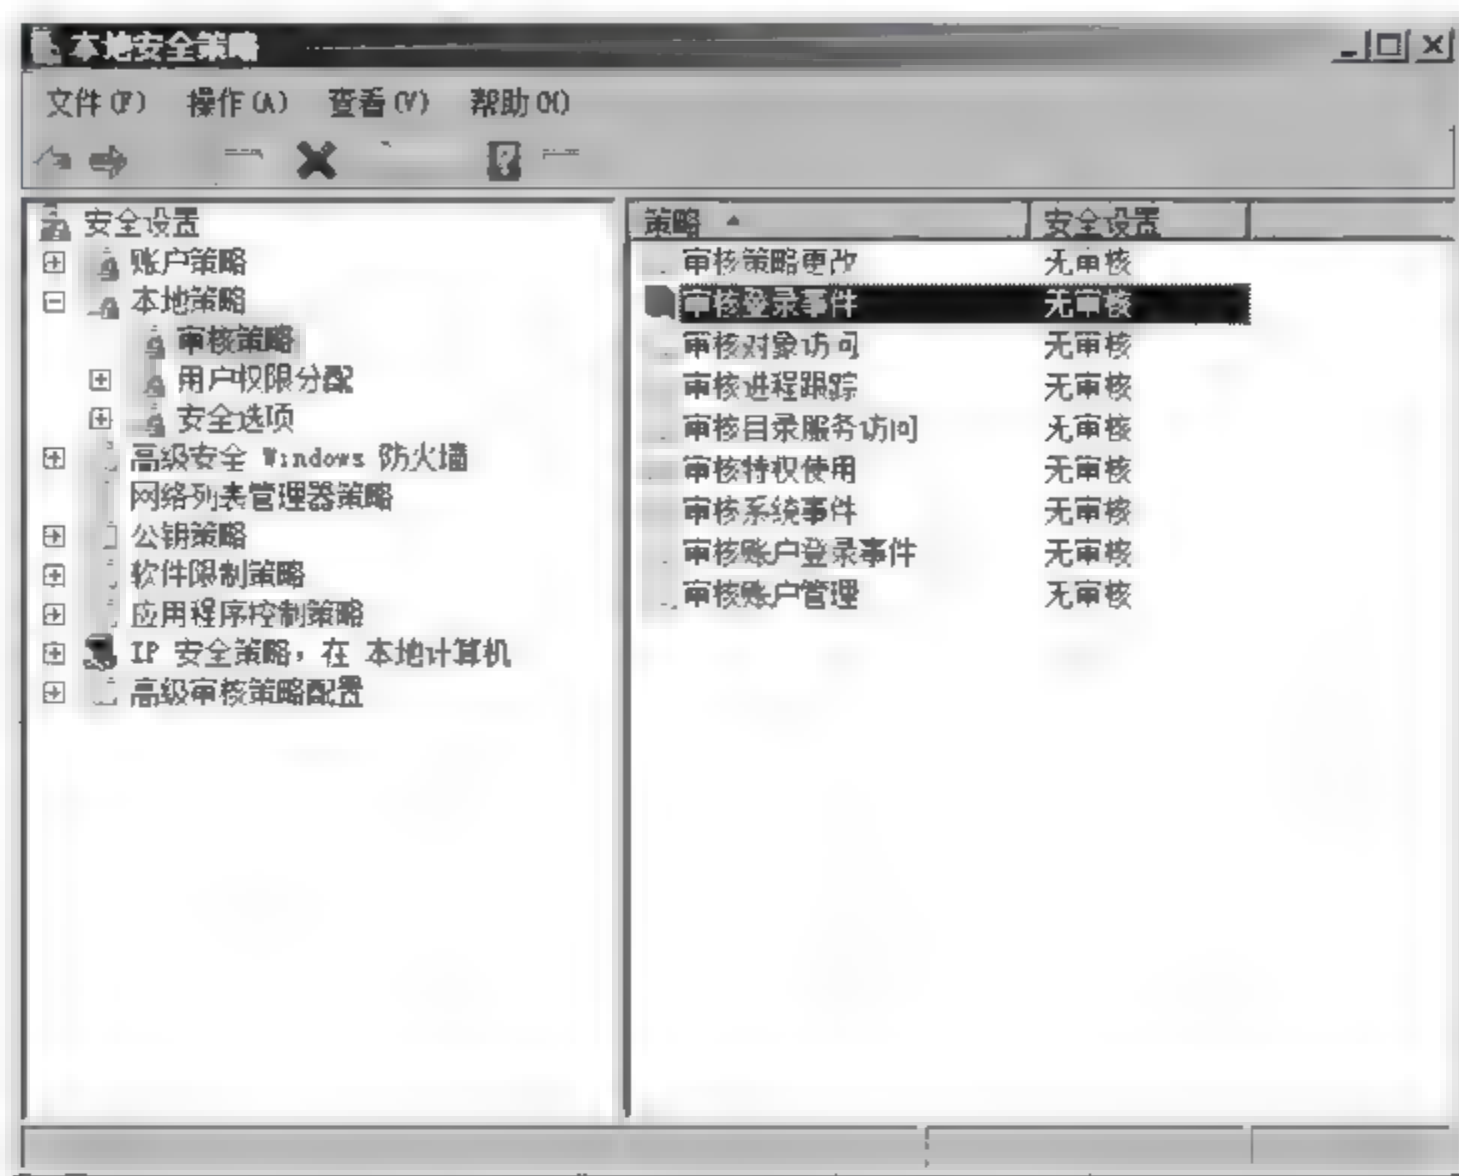 本地安全策略
文件(F) 操作(A) 查看(V) 帮助(H)
安全设置
账户策略
本地策略
审核策略
用户权限分配
安全选项
高级安全 Windows 防火墙
网络列表管理器策略
公钥策略
软件限制策略
应用程序控制策略
IP 安全策略，在 本地计算机
高级审核策略配置
策略 安全设置
审核策略更改 无审核
审核登录事件 无审核
审核对象访问 无审核
审核进程跟踪 无审核
审核目录服务访问 无审核
审核特权使用 无审核
审核系统事件 无审核
审核账户登录事件 无审核
审核账户管理 无审核